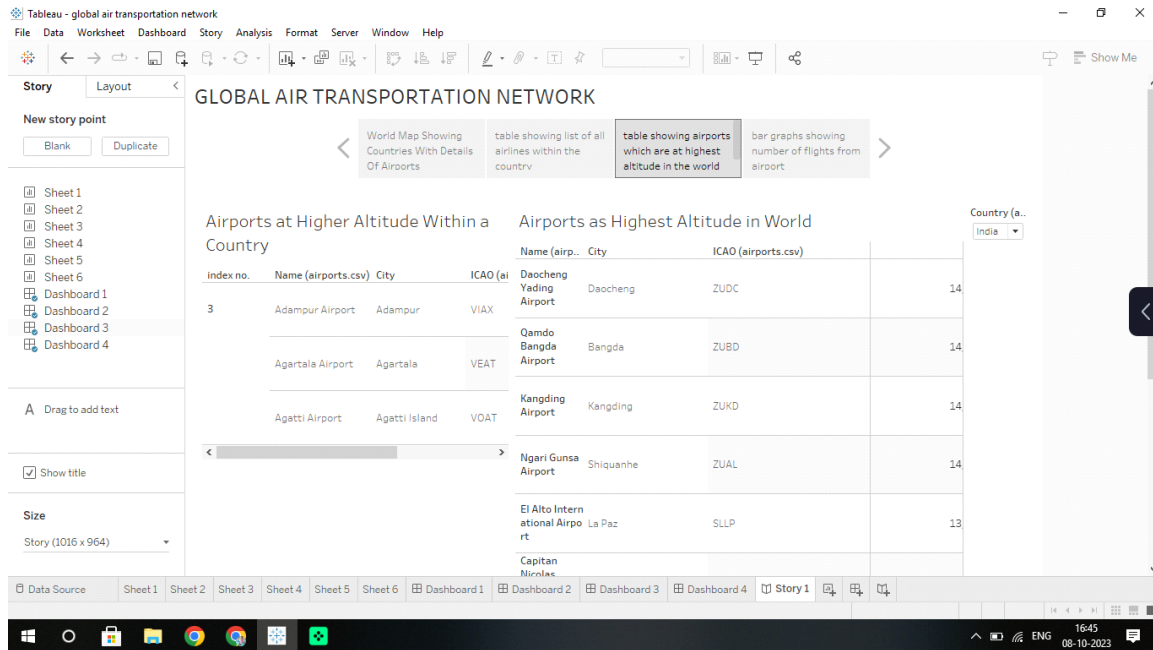 Tableau - global air transportation network
File Data Worksheet Dashboard Story Analysis Format Server Window Help
Show Me
Story Layout
New story point
Blank Duplicate
Sheet 1
Sheet 2
Sheet 3
Sheet 4
Sheet 5
Sheet 6
Dashboard 1
Dashboard 2
Dashboard 3
Dashboard 4
A Drag to add text
Show title
Size
Story (1016 x 964)
GLOBAL AIR TRANSPORTATION NETWORK
World Map Showing
Countries With Details
Of Airports
table showing list of all
airlines within the
country
table showing airports
which are at highest
altitude in the world
bar graphs showing
number of flights from
airport
Airports at Higher Altitude Within a
Country
index no. Name (airports.csv) City ICAO (ai
3 Adampur Airport Adampur VIAX
Agartala Airport Agartala VEAT
Agatti Airport Agatti Island VOAT
Airports as Highest Altitude in World
Name (airp.. City ICAO (airports.csv)
Daocheng
Yading
Airport
Daocheng ZUDC 14,
Qamdo
Bangda
Airport
Bangda ZUBD 14,
Kangding
Airport
Kangding ZUKD 14,
Ngari Gunsa
Airport
Shiquanhe ZUAL 14,
El Alto Intern
ational Airpo
rt
La Paz SLLP 13
Capitan
Nicolas
Country (a..
India
Data Source Sheet 1 Sheet 2 Sheet 3 Sheet 4 Sheet 5 Sheet 6 Dashboard 1 Dashboard 2 Dashboard 3 Dashboard 4 Story 1
ENG
16:45
08-10-2023